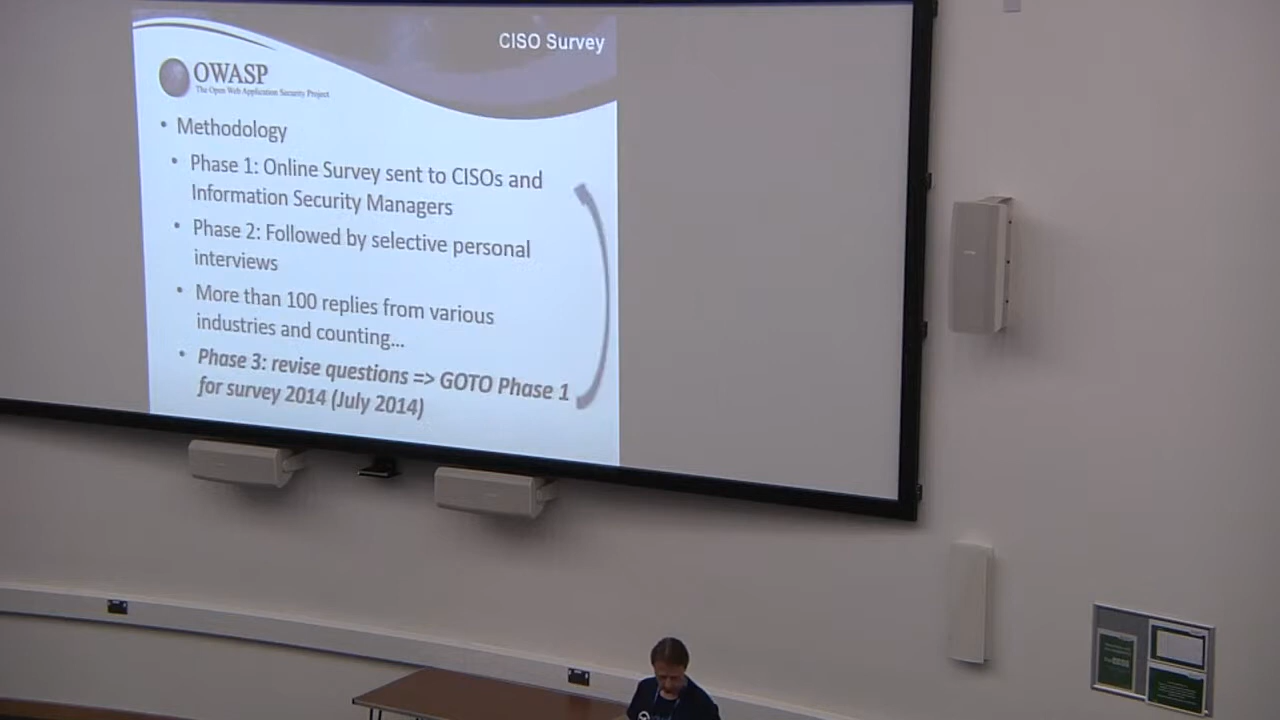 CISO Survey
OWASP
The Open Web Application Security Project
• Methodology
• Phase 1: Online Survey sent to CISOs and
Information Security Managers
• Phase 2: Followed by selective personal
interviews
• More than 100 replies from various
industries and counting...
• Phase 3: revise questions => GOTO Phase 1
for survey 2014 (July 2014)